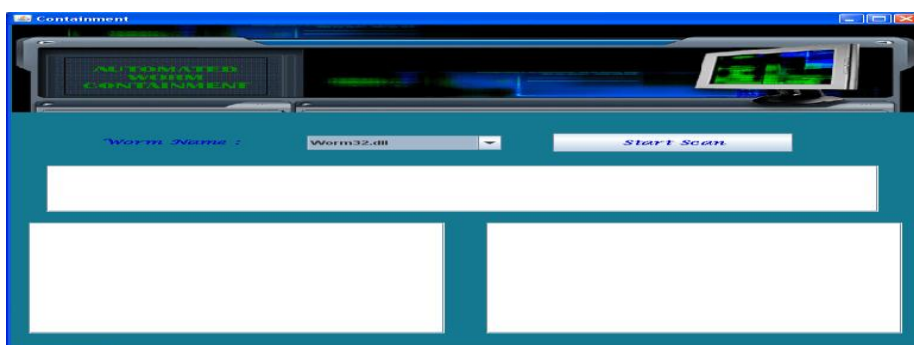 Containment
AUTOMATED
WORM
CONTAINMENT
Worm Name :
Worm32.dll
Start Scan